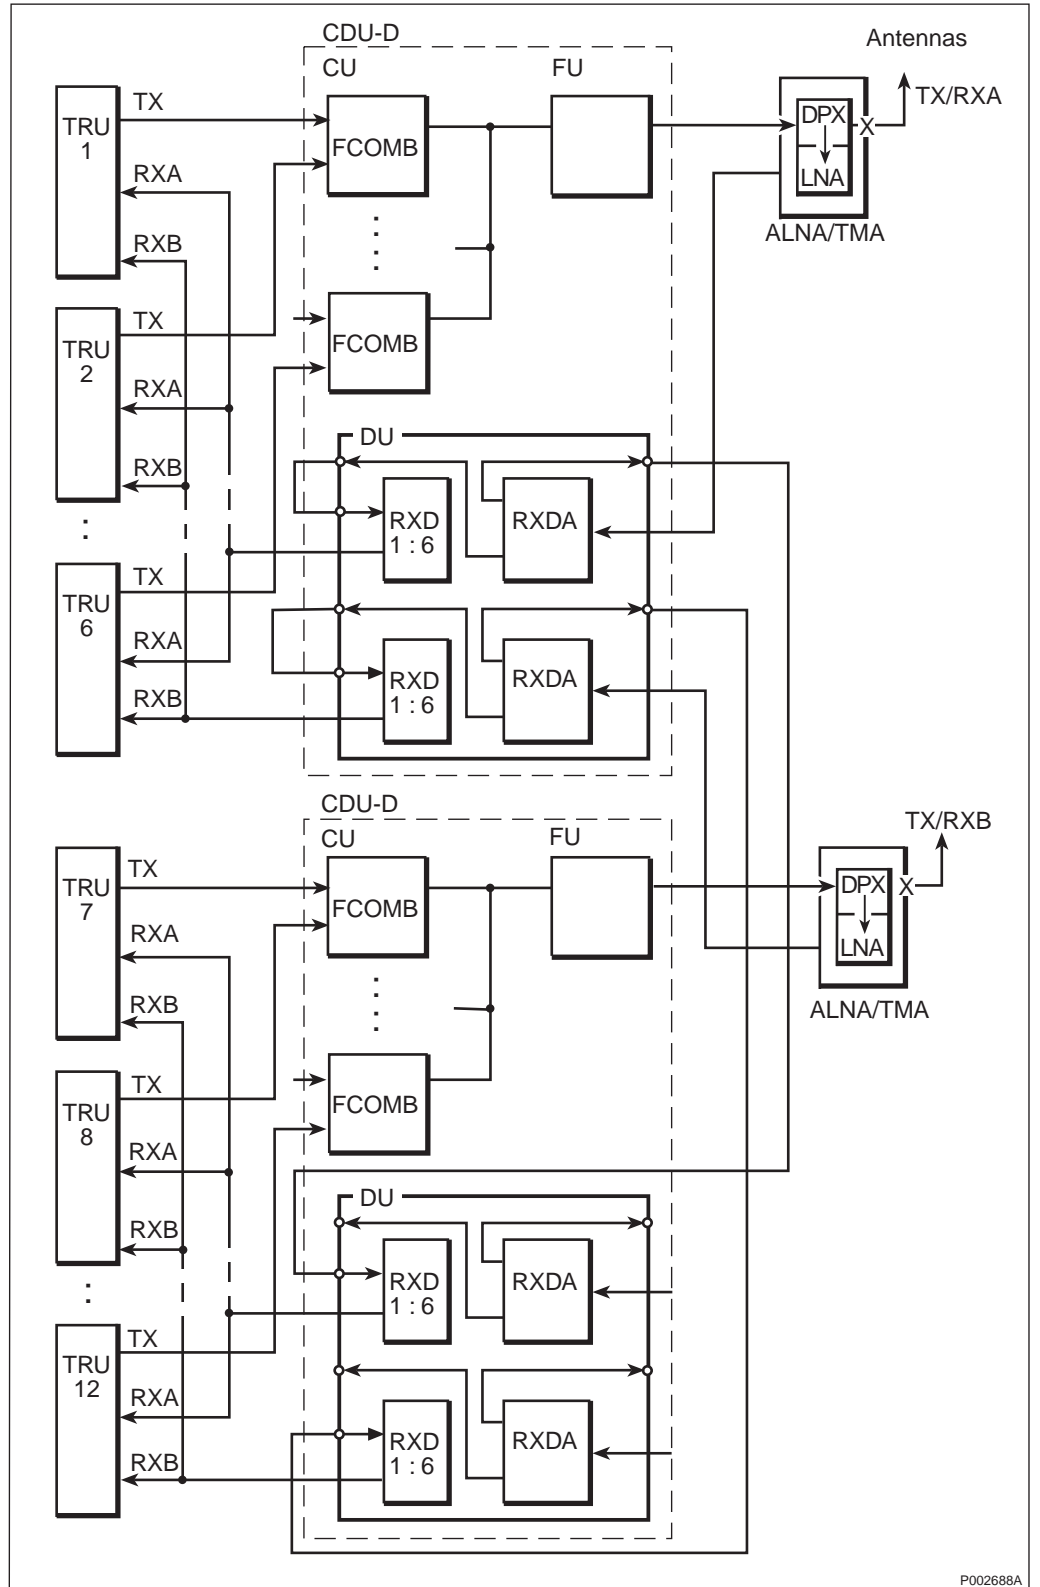 CDU-D
Antennas
CU
FU
TX
TX/RXA
TRU
1
FCOMB
DPX
LNA
RXA
ALNA/TMA
RXB
TX
TRU
2
FCOMB
RXA
DU
RXB
RXD
1 : 6
RXDA
TX
TRU
6
RXA
RXD
1 : 6
RXDA
RXB
CDU-D
TX/RXB
CU
FU
TX
TRU
7
FCOMB
DPX
LNA
RXA
RXB
ALNA/TMA
TX
TRU
8
FCOMB
RXA
DU
RXB
RXD
1 : 6
RXDA
TX
TRU
12
RXA
RXD
1 : 6
RXDA
RXB
P002688A